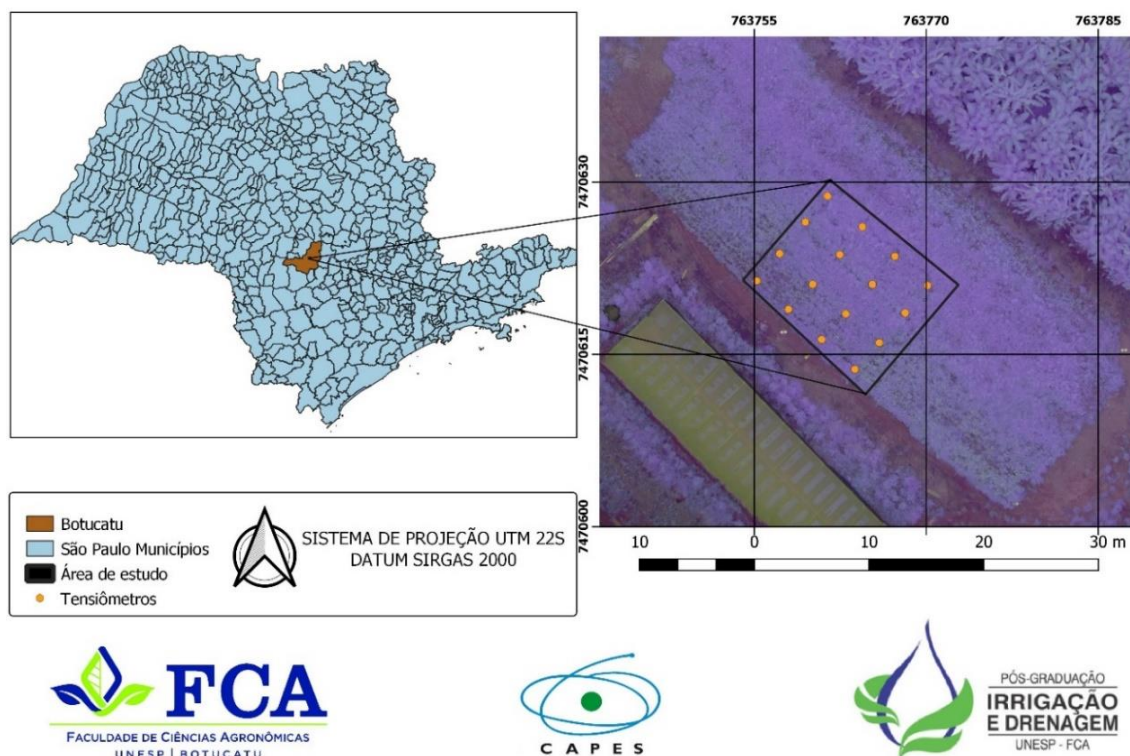 763755
763770
763785
7470630
7470615
7470600
Botucatu
São Paulo Municípios
Área de estudo
Tensiômetros
SISTEMA DE PROJEÇÃO UTM 22S
DATUM SIRGAS 2000
10 0 10 20 30 m
FCA
FACULDADE DE CIÊNCIAS AGRONÔMICAS
UNESP | BOTUCATU
CAPES
PÓS-GRADUAÇÃO
IRRIGAÇÃO
E DRENAGEM
UNESP - FCA